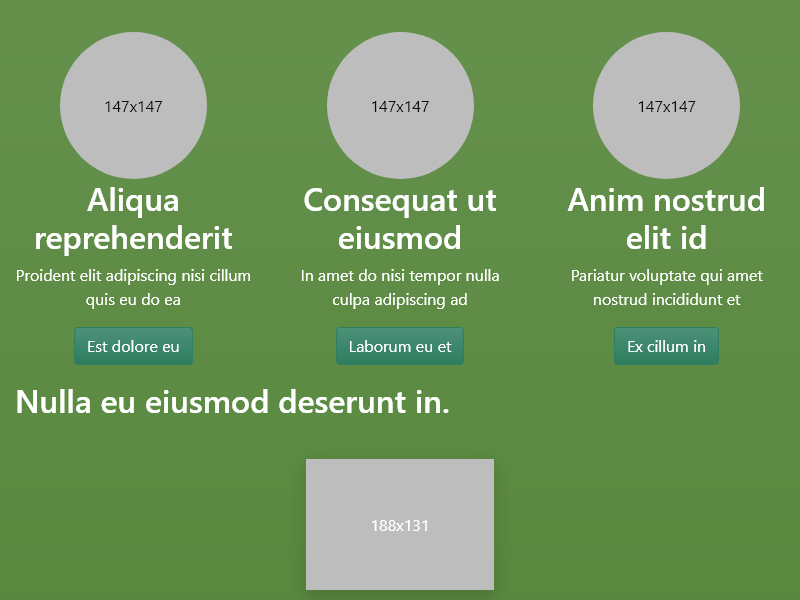 147x147
147x147
147x147
Aliqua
reprehenderit
Proident elit adipiscing nisi cillum
quis eu do ea
Est dolore eu
Consequat ut
eiusmod
In amet do nisi tempor nulla
culpa adipiscing ad
Laborum eu et
Anim nostrud
elit id
Pariatur voluptate qui amet
nostrud incididunt et
Ex cillum in
Nulla eu eiusmod deserunt in.
188x131